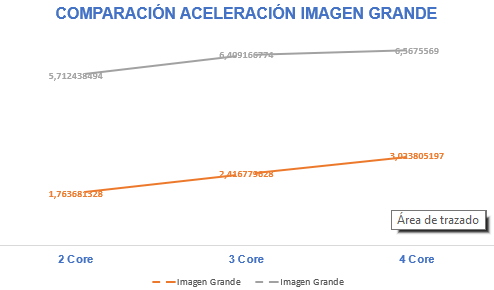 COMPARACIÓN ACELERACIÓN IMAGEN GRANDE
5,712438494
6,409166774
6,5675569
1,763681328
2,416779628
3,023805197
Área de trazado
2 Core
3 Core
4 Core
Imagen Grande
Imagen Grande